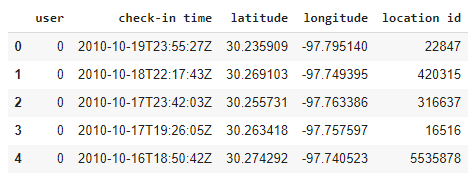 user check-in time latitude longitude location id
0 0 2010-10-19T23:55:27Z 30.235909 -97.795140 22847
1 0 2010-10-18T22:17:43Z 30.269103 -97.749395 420315
2 0 2010-10-17T23:42:03Z 30.255731 -97.763386 316637
3 0 2010-10-17T19:26:05Z 30.263418 -97.757597 16516
4 0 2010-10-16T18:50:42Z 30.274292 -97.740523 5535878